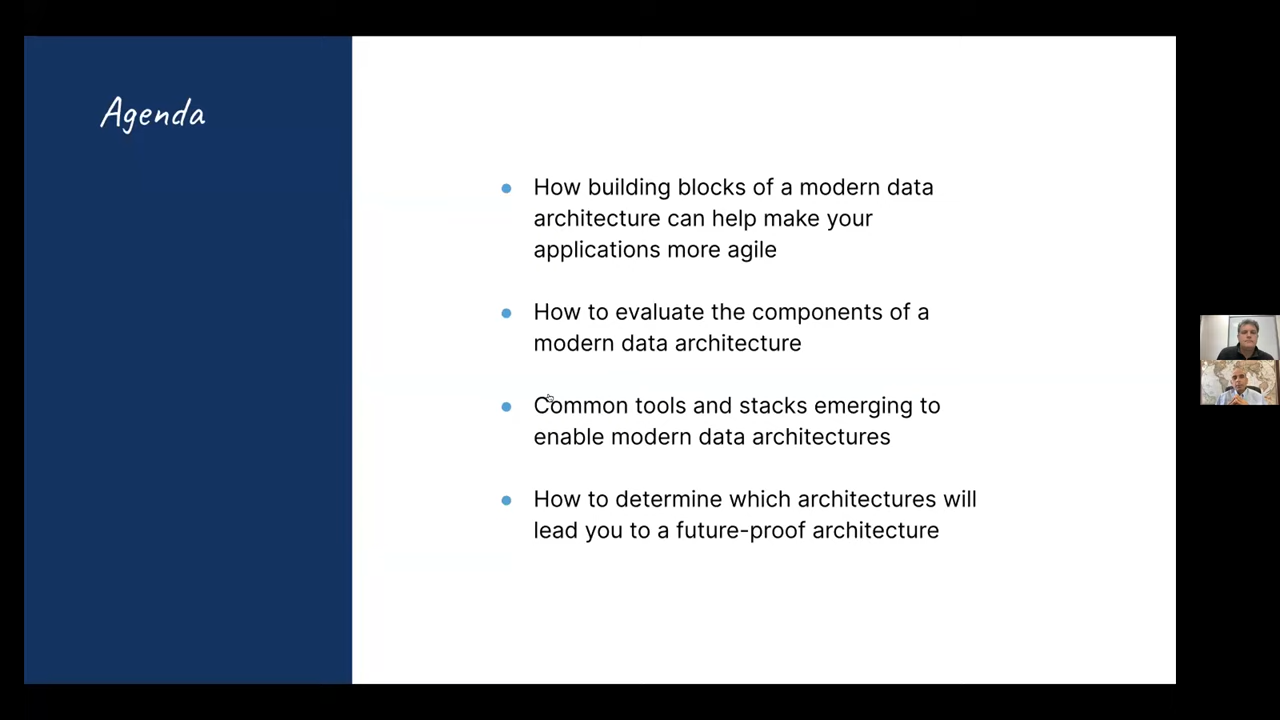 Agenda
How building blocks of a modern data
architecture can help make your
applications more agile
How to evaluate the components of a
modern data architecture
Common tools and stacks emerging to
enable modern data architectures
How to determine which architectures will
lead you to a future-proof architecture